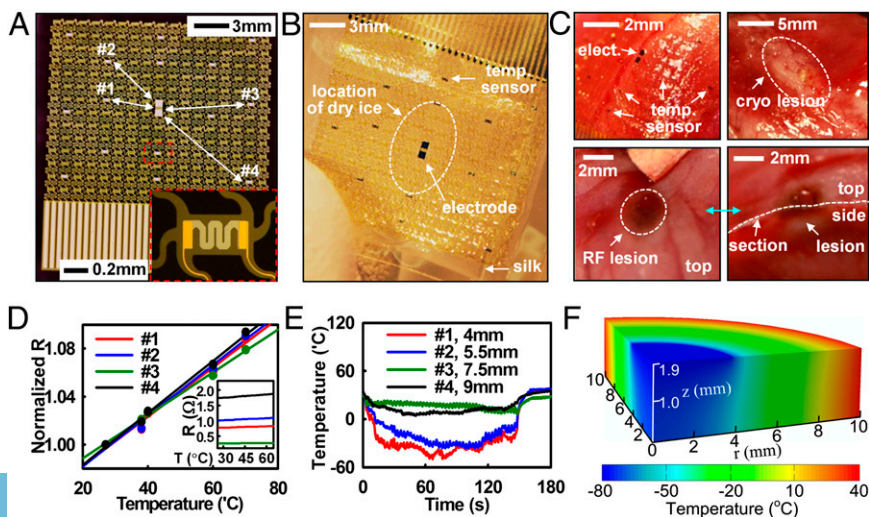 A
3mm
#2
#1
#3
#4
0.2mm
B
3mm
temp.
sensor
location
of dry ice
electrode
silk
C
2mm
elect.
temp.
sensor
5mm
cryo lesion
2mm
RF lesion
top
2mm
top
side
section
lesion
D
#1
#2
#3
#4
Normalized R
1.08
1.04
1.00
R (Ω)
2.0
1.5
1.0
0.5
T (°C)
30 45 60
20 40 60 80
Temperature (°C)
E
Temperature (°C)
120
60
0
-60
#1, 4mm
#2, 5.5mm
#3, 7.5mm
#4, 9mm
0 60 120 180
Time (s)
F
1.9
1.0
z (mm)
10
8
6
4
2
0
2
4
6
8
10
r (mm)
-80 -50 -20 10 40
Temperature (°C)